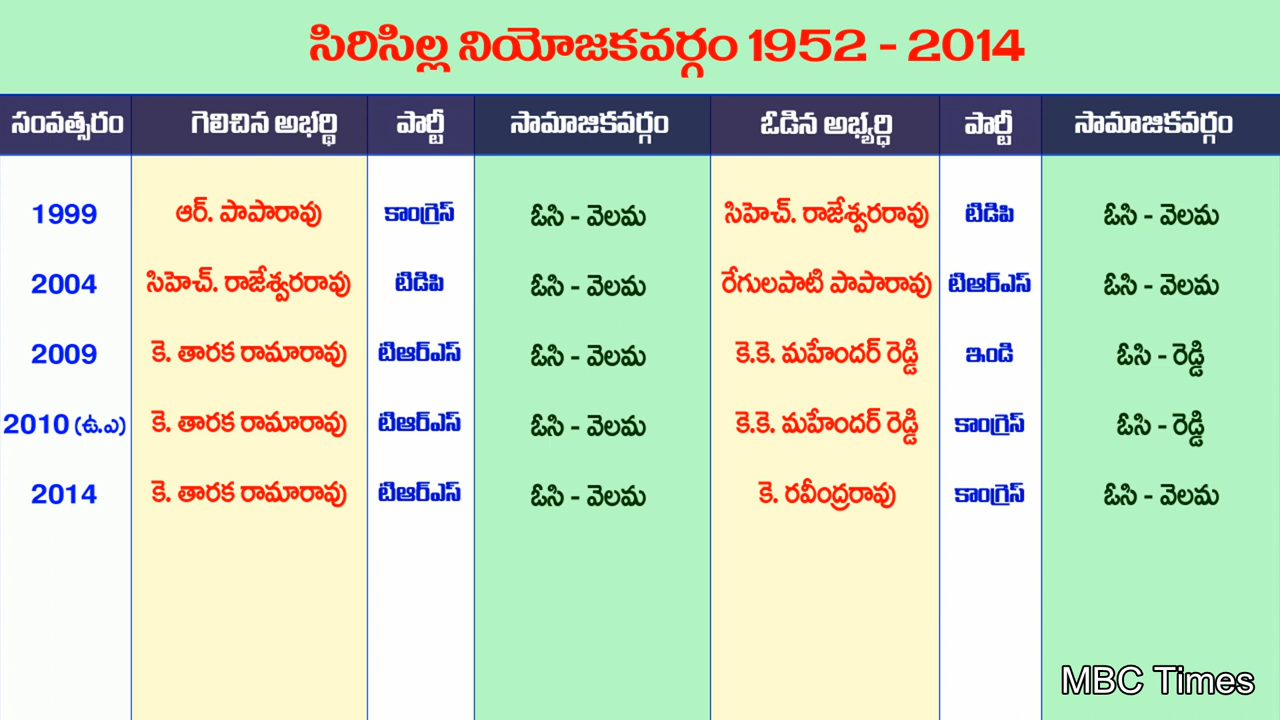 సిరిసిల్ల నియోజకవర్గం 1952 - 2014
సంవత్సరం గెలిచిన అభర్థి పార్టీ సామాజికవర్గం ఓడిన అభ్యర్ధి పార్టీ సామాజికవర్గం
1999 ఆర్. పాపారావు కాంగ్రెస్ ఓసి - వెలమ సిహెచ్. రాజేశ్వరరావు టిడిపి ఓసి - వెలమ
2004 సిహెచ్. రాజేశ్వరరావు టిడిపి ఓసి - వెలమ రేగులపాటి పాపారావు టిఆర్ఎస్ ఓసి - వెలమ
2009 కె. తారక రామారావు టిఆర్ఎస్ ఓసి - వెలమ కె.కె. మహేందర్ రెడ్డి ఇండి ఓసి - రెడ్డి
2010 (ఉ.ఎ) కె. తారక రామారావు టిఆర్ఎస్ ఓసి - వెలమ కె.కె. మహేందర్ రెడ్డి కాంగ్రెస్ ఓసి - రెడ్డి
2014 కె. తారక రామారావు టిఆర్ఎస్ ఓసి - వెలమ కె. రవీంద్రరావు కాంగ్రెస్ ఓసి - వెలమ
MBC Times